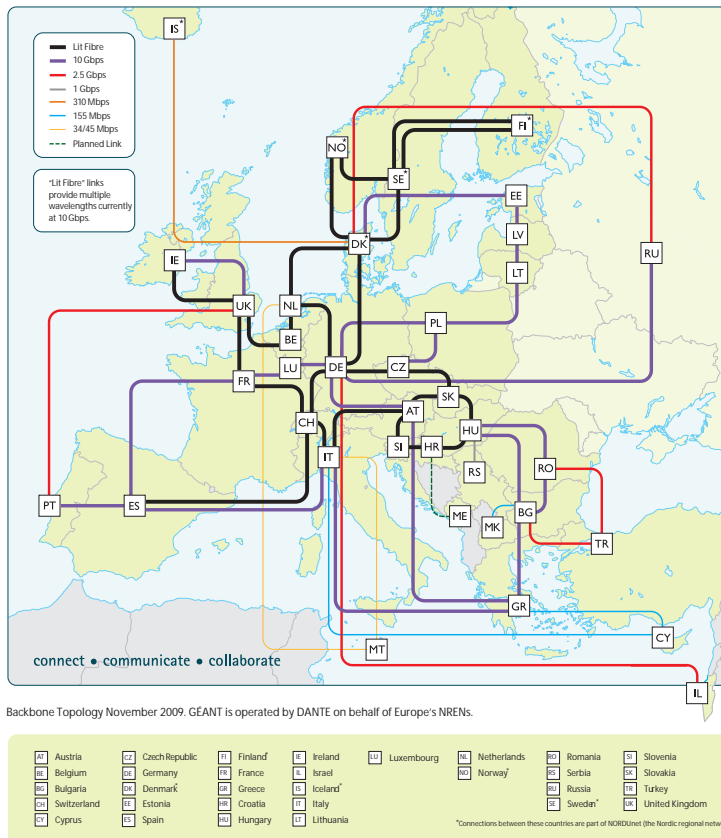 IS*
Lit Fibre
10 Gbps
2.5 Gbps
1 Gbps
310 Mbps
155 Mbps
34/45 Mbps
Planned Link
"Lit Fibre" links
provide multiple
wavelengths currently
at 10 Gbps.
FI*
NO*
SE*
EE
DK*
LV
RU
IE
LT
UK
NL
PL
BE
LU
DE
CZ
FR
SK
AT
CH
HU
SI
HR
IT
RS
RO
PT
ES
ME
MK
BG
TR
GR
CY
MT
connect • communicate • collaborate
IL
Backbone Topology November 2009. GÉANT is operated by DANTE on behalf of Europe's NRENs.
AT Austria
BE Belgium
BG Bulgaria
CH Switzerland
CY Cyprus
CZ Czech Republic
DE Germany
DK Denmark*
EE Estonia
ES Spain
FI Finland*
FR France
GR Greece
HR Croatia
HU Hungary
IE Ireland
IL Israel
IS Iceland*
IT Italy
LT Lithuania
LU Luxembourg
NL Netherlands
NO Norway*
RO Romania
RS Serbia
RU Russia
SE Sweden*
SI Slovenia
SK Slovakia
TR Turkey
UK United Kingdom
*Connections between these countries are part of NORDUnet (the Nordic regional